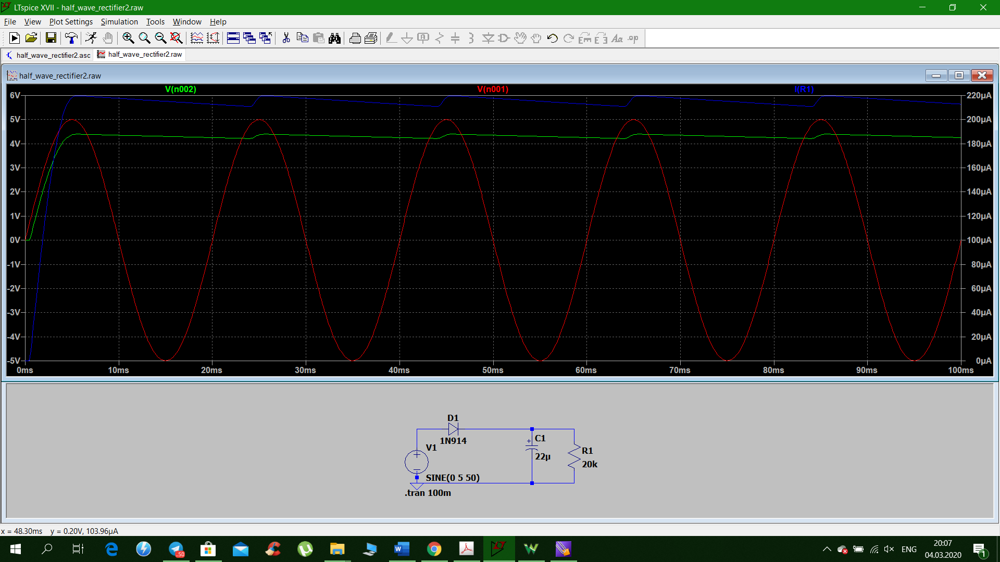 LTspice XVII - half_wave_rectifier2.raw
File View Plot Settings Simulation Tools Window Help
half_wave_rectifier2.asc half_wave_rectifier2.raw
half_wave_rectifier2.raw
V(n002) V(n001) I(R1)
6V 220µA
5V 200µA
4V 180µA
3V 160µA
2V 140µA
1V 120µA
0V 100µA
-1V 80µA
-2V 60µA
-3V 40µA
-4V 20µA
-5V 0µA
0ms 10ms 20ms 30ms 40ms 50ms 60ms 70ms 80ms 90ms 100ms
D1
C1
1N914
V1
R1
22µ
20k
SINE(0 5 50)
.tran 100m
x = 48.30ms y = 0.20V, 103.96µA
20:07
ENG
04.03.2020
.50
1